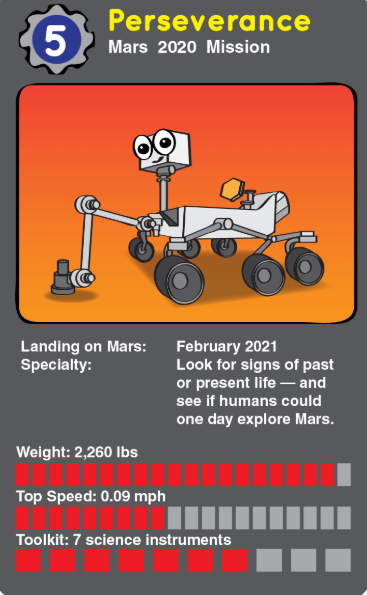 5
Perseverance
Mars 2020 Mission
Landing on Mars: February 2021
Specialty: Look for signs of past
or present life — and
see if humans could
one day explore Mars.
Weight: 2,260 lbs
Top Speed: 0.09 mph
Toolkit: 7 science instruments